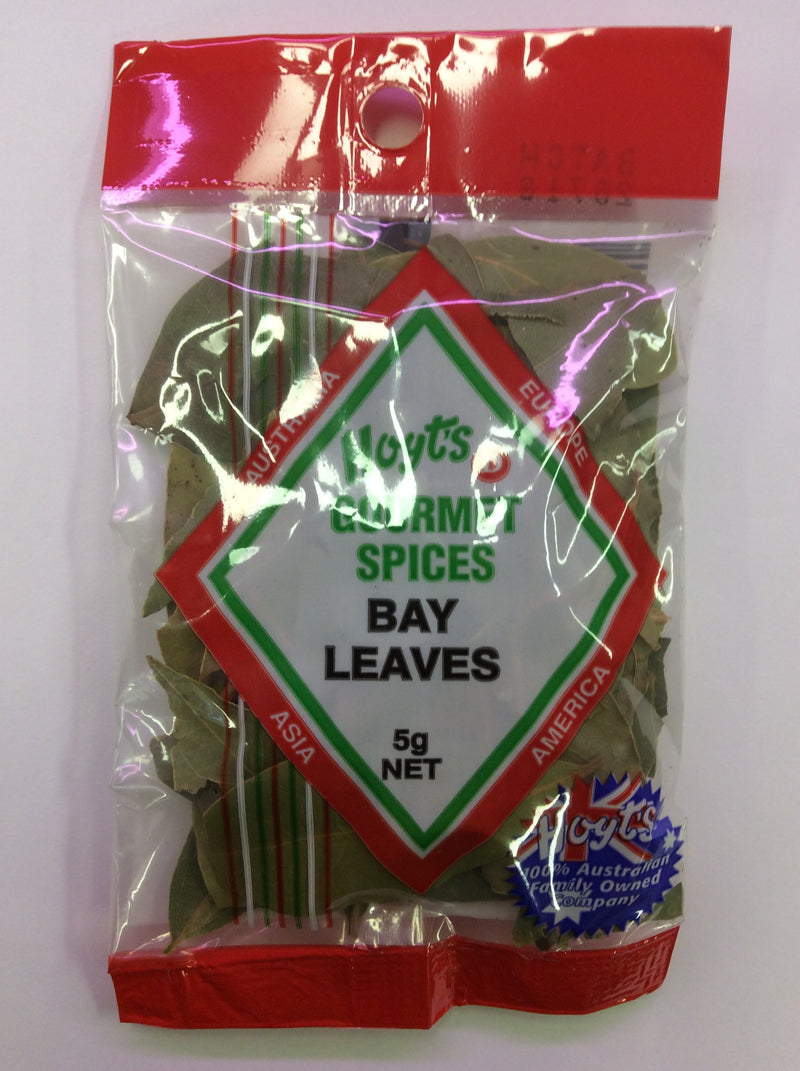 AUSTRALIA
EUROPE
Hoyt's
GOURMET
SPICES
BAY
LEAVES
5g
NET
ASIA
AMERICA
Hoyt's
100% Australian
Family Owned
Company